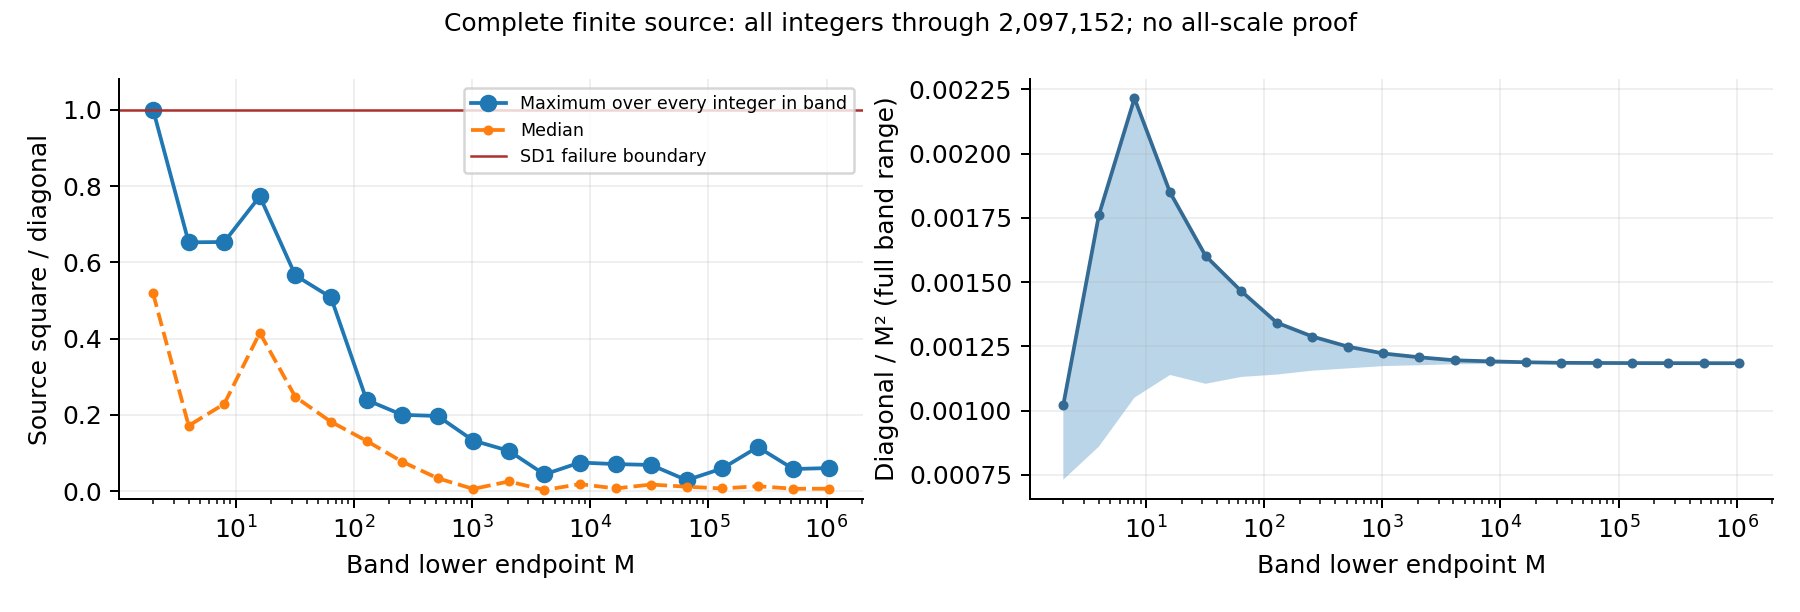 Complete finite source: all integers through 2,097,152; no all-scale proof
Source square / diagonal
1.0
0.8
0.6
0.4
0.2
0.0
Maximum over every integer in band
Median
SD1 failure boundary
10¹ 10² 10³ 10⁴ 10⁵ 10⁶
Band lower endpoint M
Diagonal / M² (full band range)
0.00225
0.00200
0.00175
0.00150
0.00125
0.00100
0.00075
10¹ 10² 10³ 10⁴ 10⁵ 10⁶
Band lower endpoint M